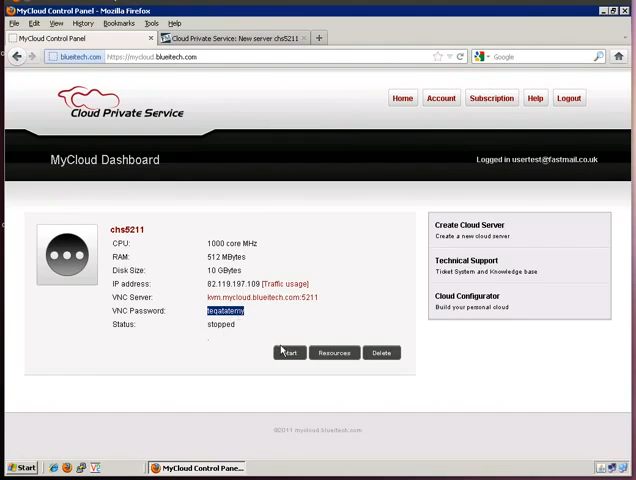 MyCloud Control Panel - Mozilla Firefox
File Edit View History Bookmarks Tools Help
MyCloud Control Panel × Cloud Private Service: New server chs5211 × +
blueitech.com https://mycloud.blueitech.com Google
Cloud Private Service
Home Account Subscription Help Logout
MyCloud Dashboard
Logged in usertest@fastmail.co.uk
chs5211
CPU: 1000 core MHz
RAM: 512 MBytes
Disk Size: 10 GBytes
IP address: 82.119.197.109 [Traffic usage]
VNC Server: kvm.mycloud.blueitech.com:5211
VNC Password: teqatatemy
Status: stopped
.
Start Resources Delete
Create Cloud Server
Create a new cloud server
Technical Support
Ticket System and Knowledge base
Cloud Configurator
Build your personal cloud
©2011 mycloud.blueitech.com
Start MyCloud Control Pane...